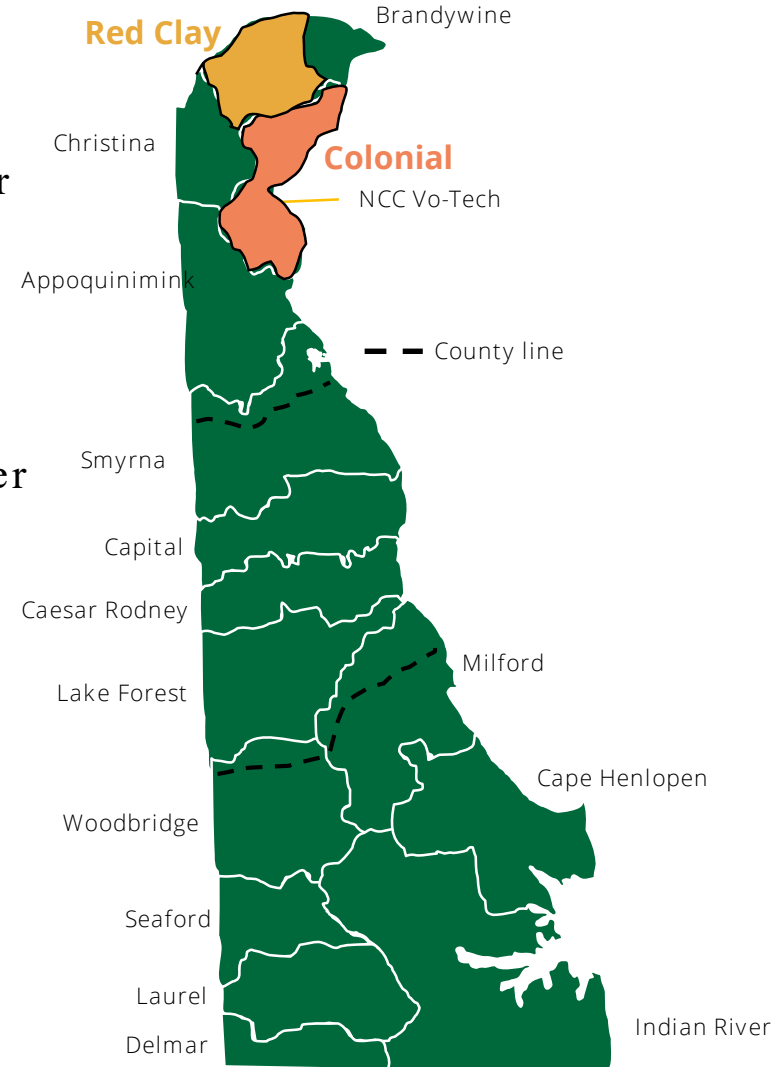 Brandywine
Red Clay
Christina
Colonial
r
NCC Vo-Tech
Appoquinimink
County line
Smyrna
er
Capital
Caesar Rodney
Milford
Lake Forest
Cape Henlopen
Woodbridge
Seaford
Laurel
Indian River
Delmar